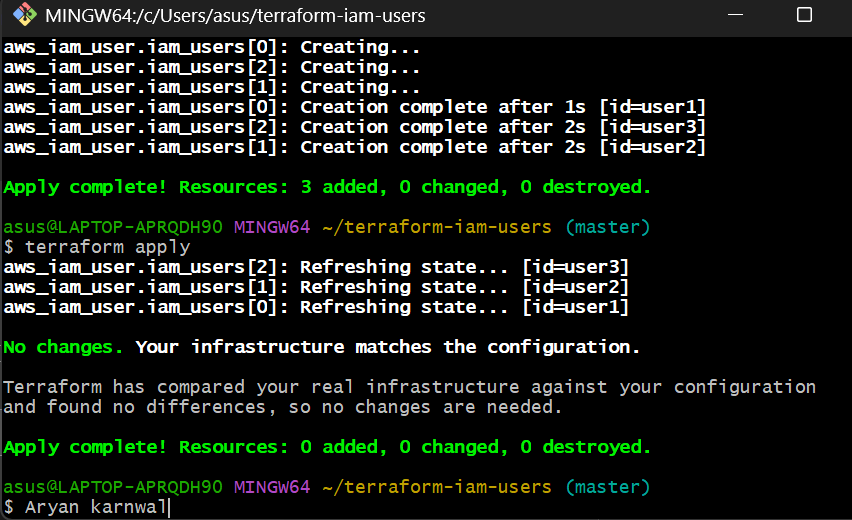 MINGW64:/c/Users/asus/terraform-iam-users
aws_iam_user.iam_users[0]: Creating...
aws_iam_user.iam_users[2]: Creating...
aws_iam_user.iam_users[1]: Creating...
aws_iam_user.iam_users[0]: Creation complete after 1s [id=user1]
aws_iam_user.iam_users[2]: Creation complete after 2s [id=user3]
aws_iam_user.iam_users[1]: Creation complete after 2s [id=user2]
Apply complete! Resources: 3 added, 0 changed, 0 destroyed.
asus@LAPTOP-APRQDH90 MINGW64 ~/terraform-iam-users (master)
$ terraform apply
aws_iam_user.iam_users[2]: Refreshing state... [id=user3]
aws_iam_user.iam_users[1]: Refreshing state... [id=user2]
aws_iam_user.iam_users[0]: Refreshing state... [id=user1]
No changes. Your infrastructure matches the configuration.
Terraform has compared your real infrastructure against your configuration
and found no differences, so no changes are needed.
Apply complete! Resources: 0 added, 0 changed, 0 destroyed.
asus@LAPTOP-APRQDH90 MINGW64 ~/terraform-iam-users (master)
$ Aryan karnwal